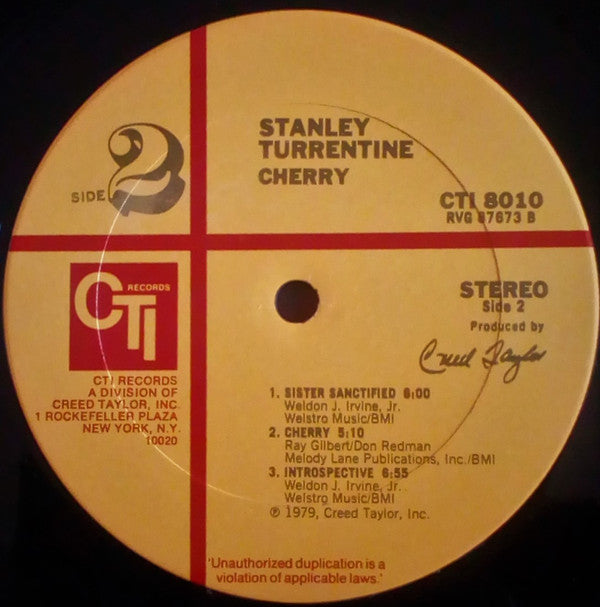 SIDE 2
STANLEY
TURRENTINE
CHERRY
CTI 8010
RVG 87673 B
CTI RECORDS
STEREO
Side 2
Produced by
Creed Taylor
CTI RECORDS
A DIVISION OF
CREED TAYLOR, INC.
1 ROCKEFELLER PLAZA
NEW YORK, N.Y.
10020
1. SISTER SANCTIFIED 6:00
Weldon J. Irvine, Jr.
Welstro Music/BMI
2. CHERRY 5:10
Ray Gilbert/Don Redman
Melody Lane Publications, Inc./BMI
3. INTROSPECTIVE 6:55
Weldon J. Irvine, Jr.
Welstro Music/BMI
℗ 1979, Creed Taylor, Inc.
'Unauthorized duplication is a
violation of applicable laws.'